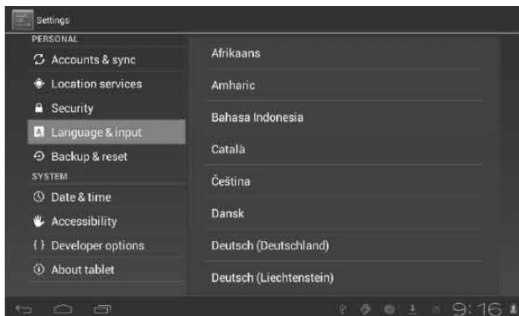 Settings
PERSONAL
Accounts & sync
Location services
Security
Language & input
Backup & reset
SYSTEM
Date & time
Accessibility
Developer options
About tablet
Afrikaans
Amharic
Bahasa Indonesia
Català
Čeština
Dansk
Deutsch (Deutschland)
Deutsch (Liechtenstein)
9:16